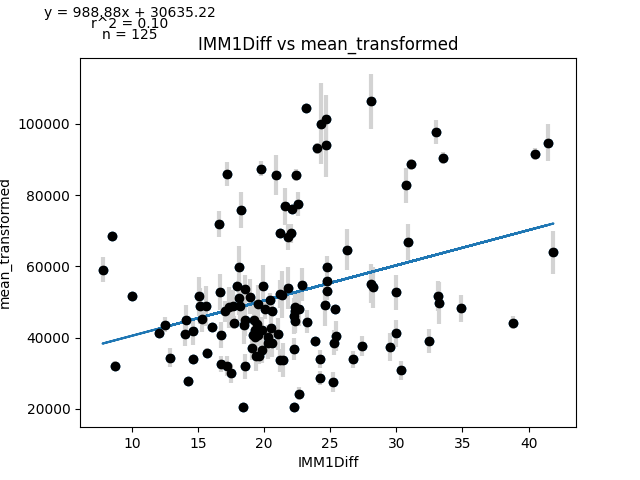 y = 988.88x + 30635.22
r^2 = 0.10
n = 125
IMM1Diff vs mean_transformed
100000
80000
60000
40000
20000
mean_transformed
10 15 20 25 30 35 40
IMM1Diff